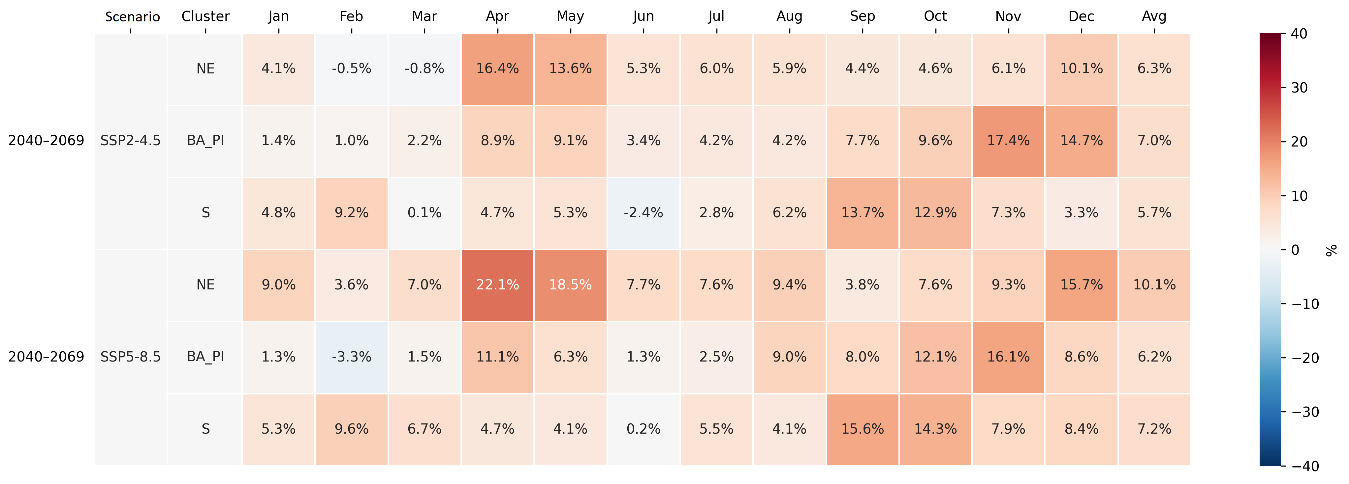 Scenario Cluster Jan Feb Mar Apr May Jun Jul Aug Sep Oct Nov Dec Avg
NE 4.1% -0.5% -0.8% 16.4% 13.6% 5.3% 6.0% 5.9% 4.4% 4.6% 6.1% 10.1% 6.3%
2040–2069 SSP2-4.5 BA_PI 1.4% 1.0% 2.2% 8.9% 9.1% 3.4% 4.2% 4.2% 7.7% 9.6% 17.4% 14.7% 7.0%
S 4.8% 9.2% 0.1% 4.7% 5.3% -2.4% 2.8% 6.2% 13.7% 12.9% 7.3% 3.3% 5.7%
NE 9.0% 3.6% 7.0% 22.1% 18.5% 7.7% 7.6% 9.4% 3.8% 7.6% 9.3% 15.7% 10.1%
2040–2069 SSP5-8.5 BA_PI 1.3% -3.3% 1.5% 11.1% 6.3% 1.3% 2.5% 9.0% 8.0% 12.1% 16.1% 8.6% 6.2%
S 5.3% 9.6% 6.7% 4.7% 4.1% 0.2% 5.5% 4.1% 15.6% 14.3% 7.9% 8.4% 7.2%
40
30
20
10
0
−10
−20
−30
−40
%